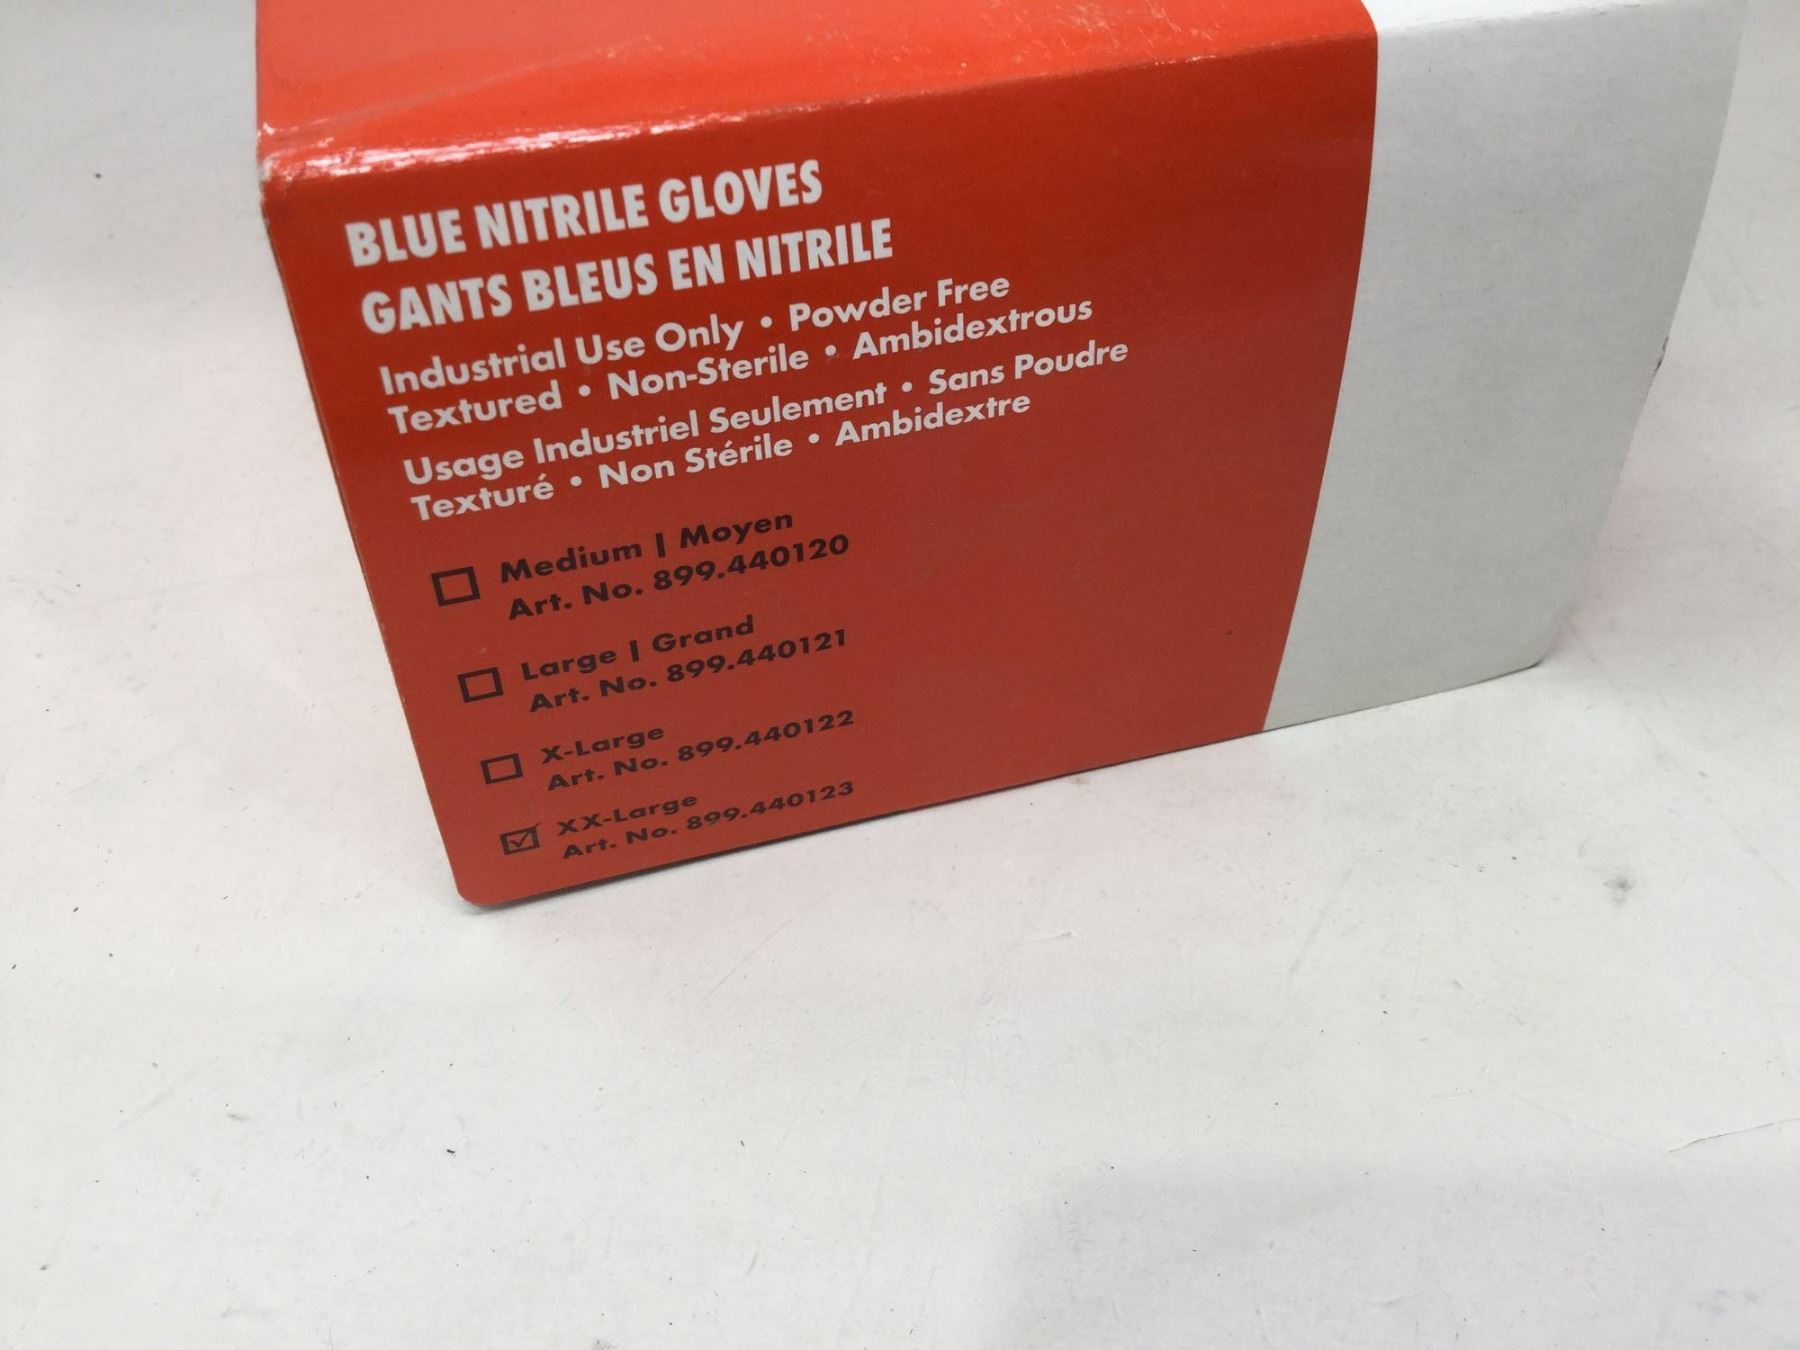 BLUE NITRILE GLOVES
GANTS BLEUS EN NITRILE
Industrial Use Only • Powder Free
Textured • Non-Sterile • Ambidextrous
Usage Industriel Seulement • Sans Poudre
Texturé • Non Stérile • Ambidextre
Medium | Moyen
Art. No. 899.440120
Large | Grand
Art. No. 899.440121
X-Large
Art. No. 899.440122
XX-Large
Art. No. 899.440123